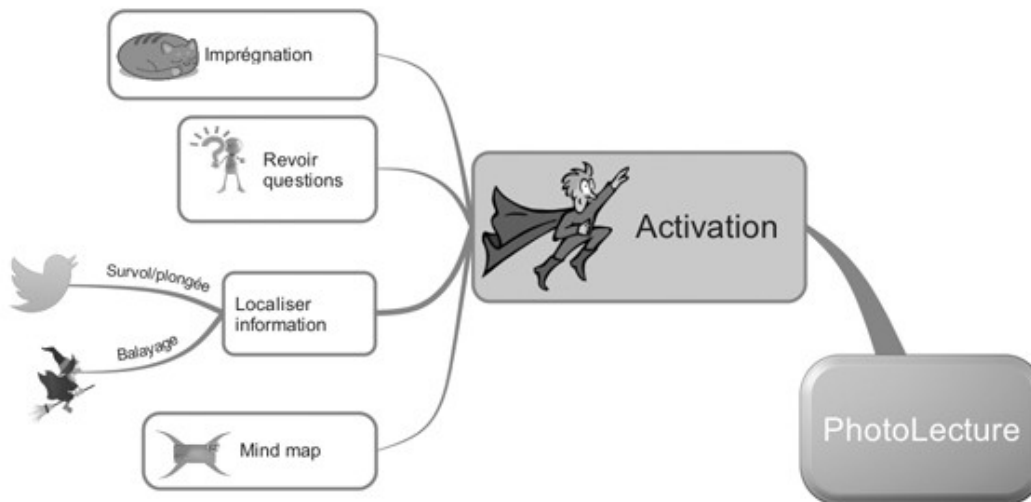 Imprégnation
Revoir
questions
Activation
Survol/plongée
Localiser
information
Balayage
Mind map
PhotoLecture